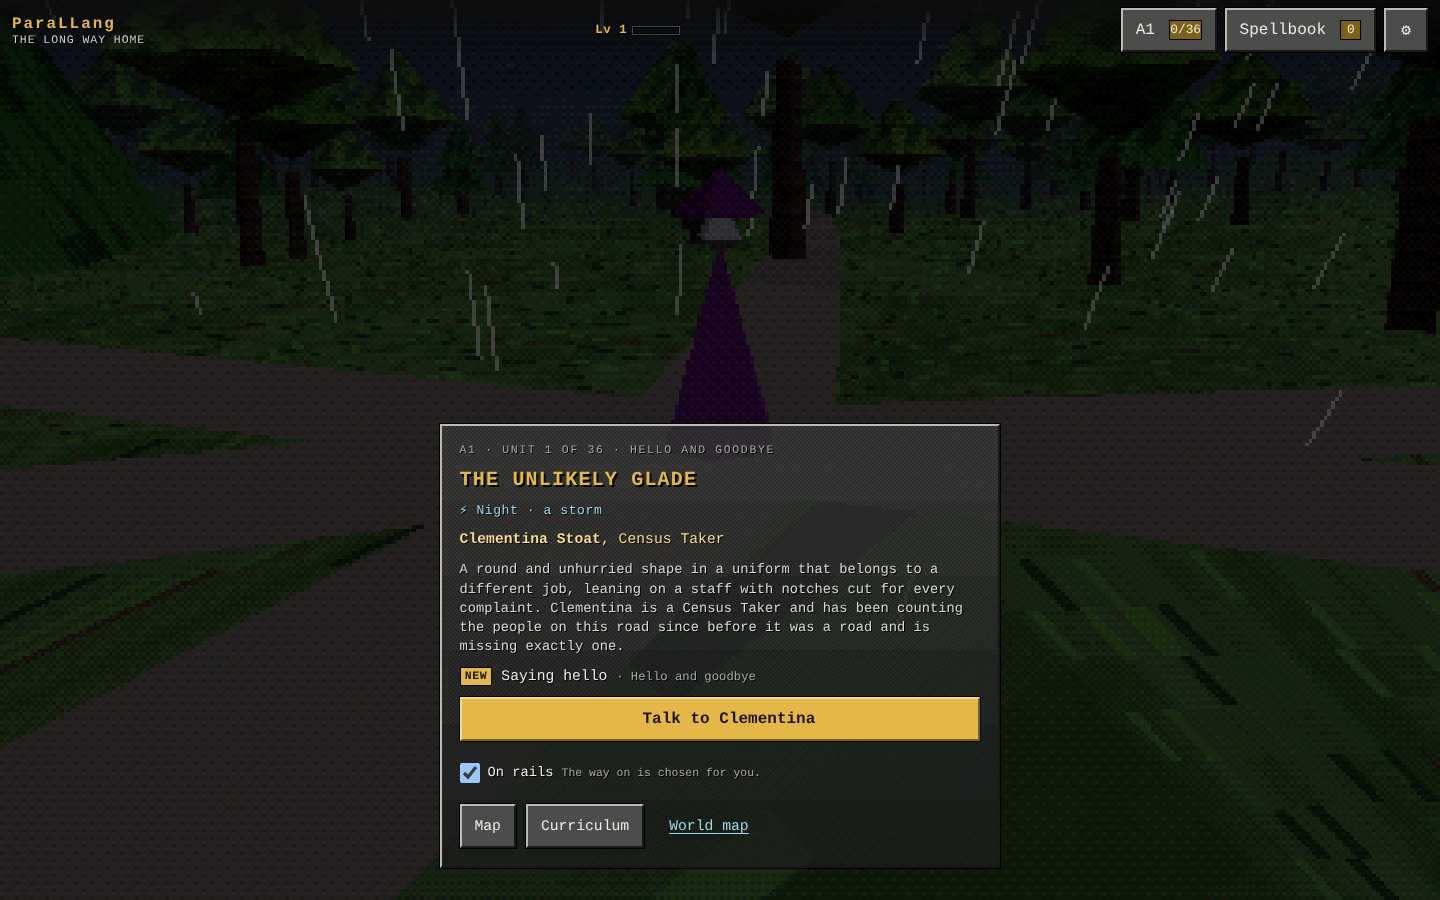 ParaLLang
THE LONG WAY HOME
Lv 1
A1 0/36
Spellbook 0
⚙
A1 · UNIT 1 OF 36 · HELLO AND GOODBYE
THE UNLIKELY GLADE
⚡ Night · a storm
Clementina Stoat, Census Taker
A round and unhurried shape in a uniform that belongs to a
different job, leaning on a staff with notches cut for every
complaint. Clementina is a Census Taker and has been counting
the people on this road since before it was a road and is
missing exactly one.
NEW Saying hello · Hello and goodbye
Talk to Clementina
On rails The way on is chosen for you.
Map
Curriculum
World map